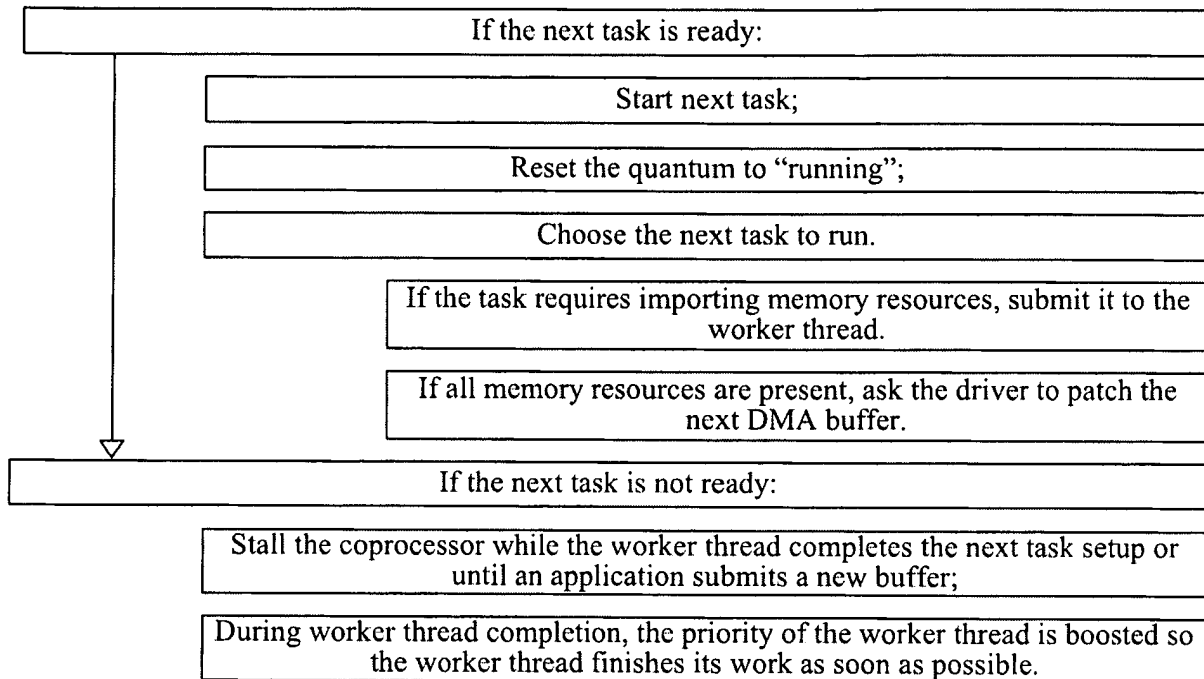 If the next task is ready:
Start next task;
Reset the quantum to “running”;
Choose the next task to run.
If the task requires importing memory resources, submit it to the
worker thread.
If all memory resources are present, ask the driver to patch the
next DMA buffer.
If the next task is not ready:
Stall the coprocessor while the worker thread completes the next task setup or
until an application submits a new buffer;
During worker thread completion, the priority of the worker thread is boosted so
the worker thread finishes its work as soon as possible.